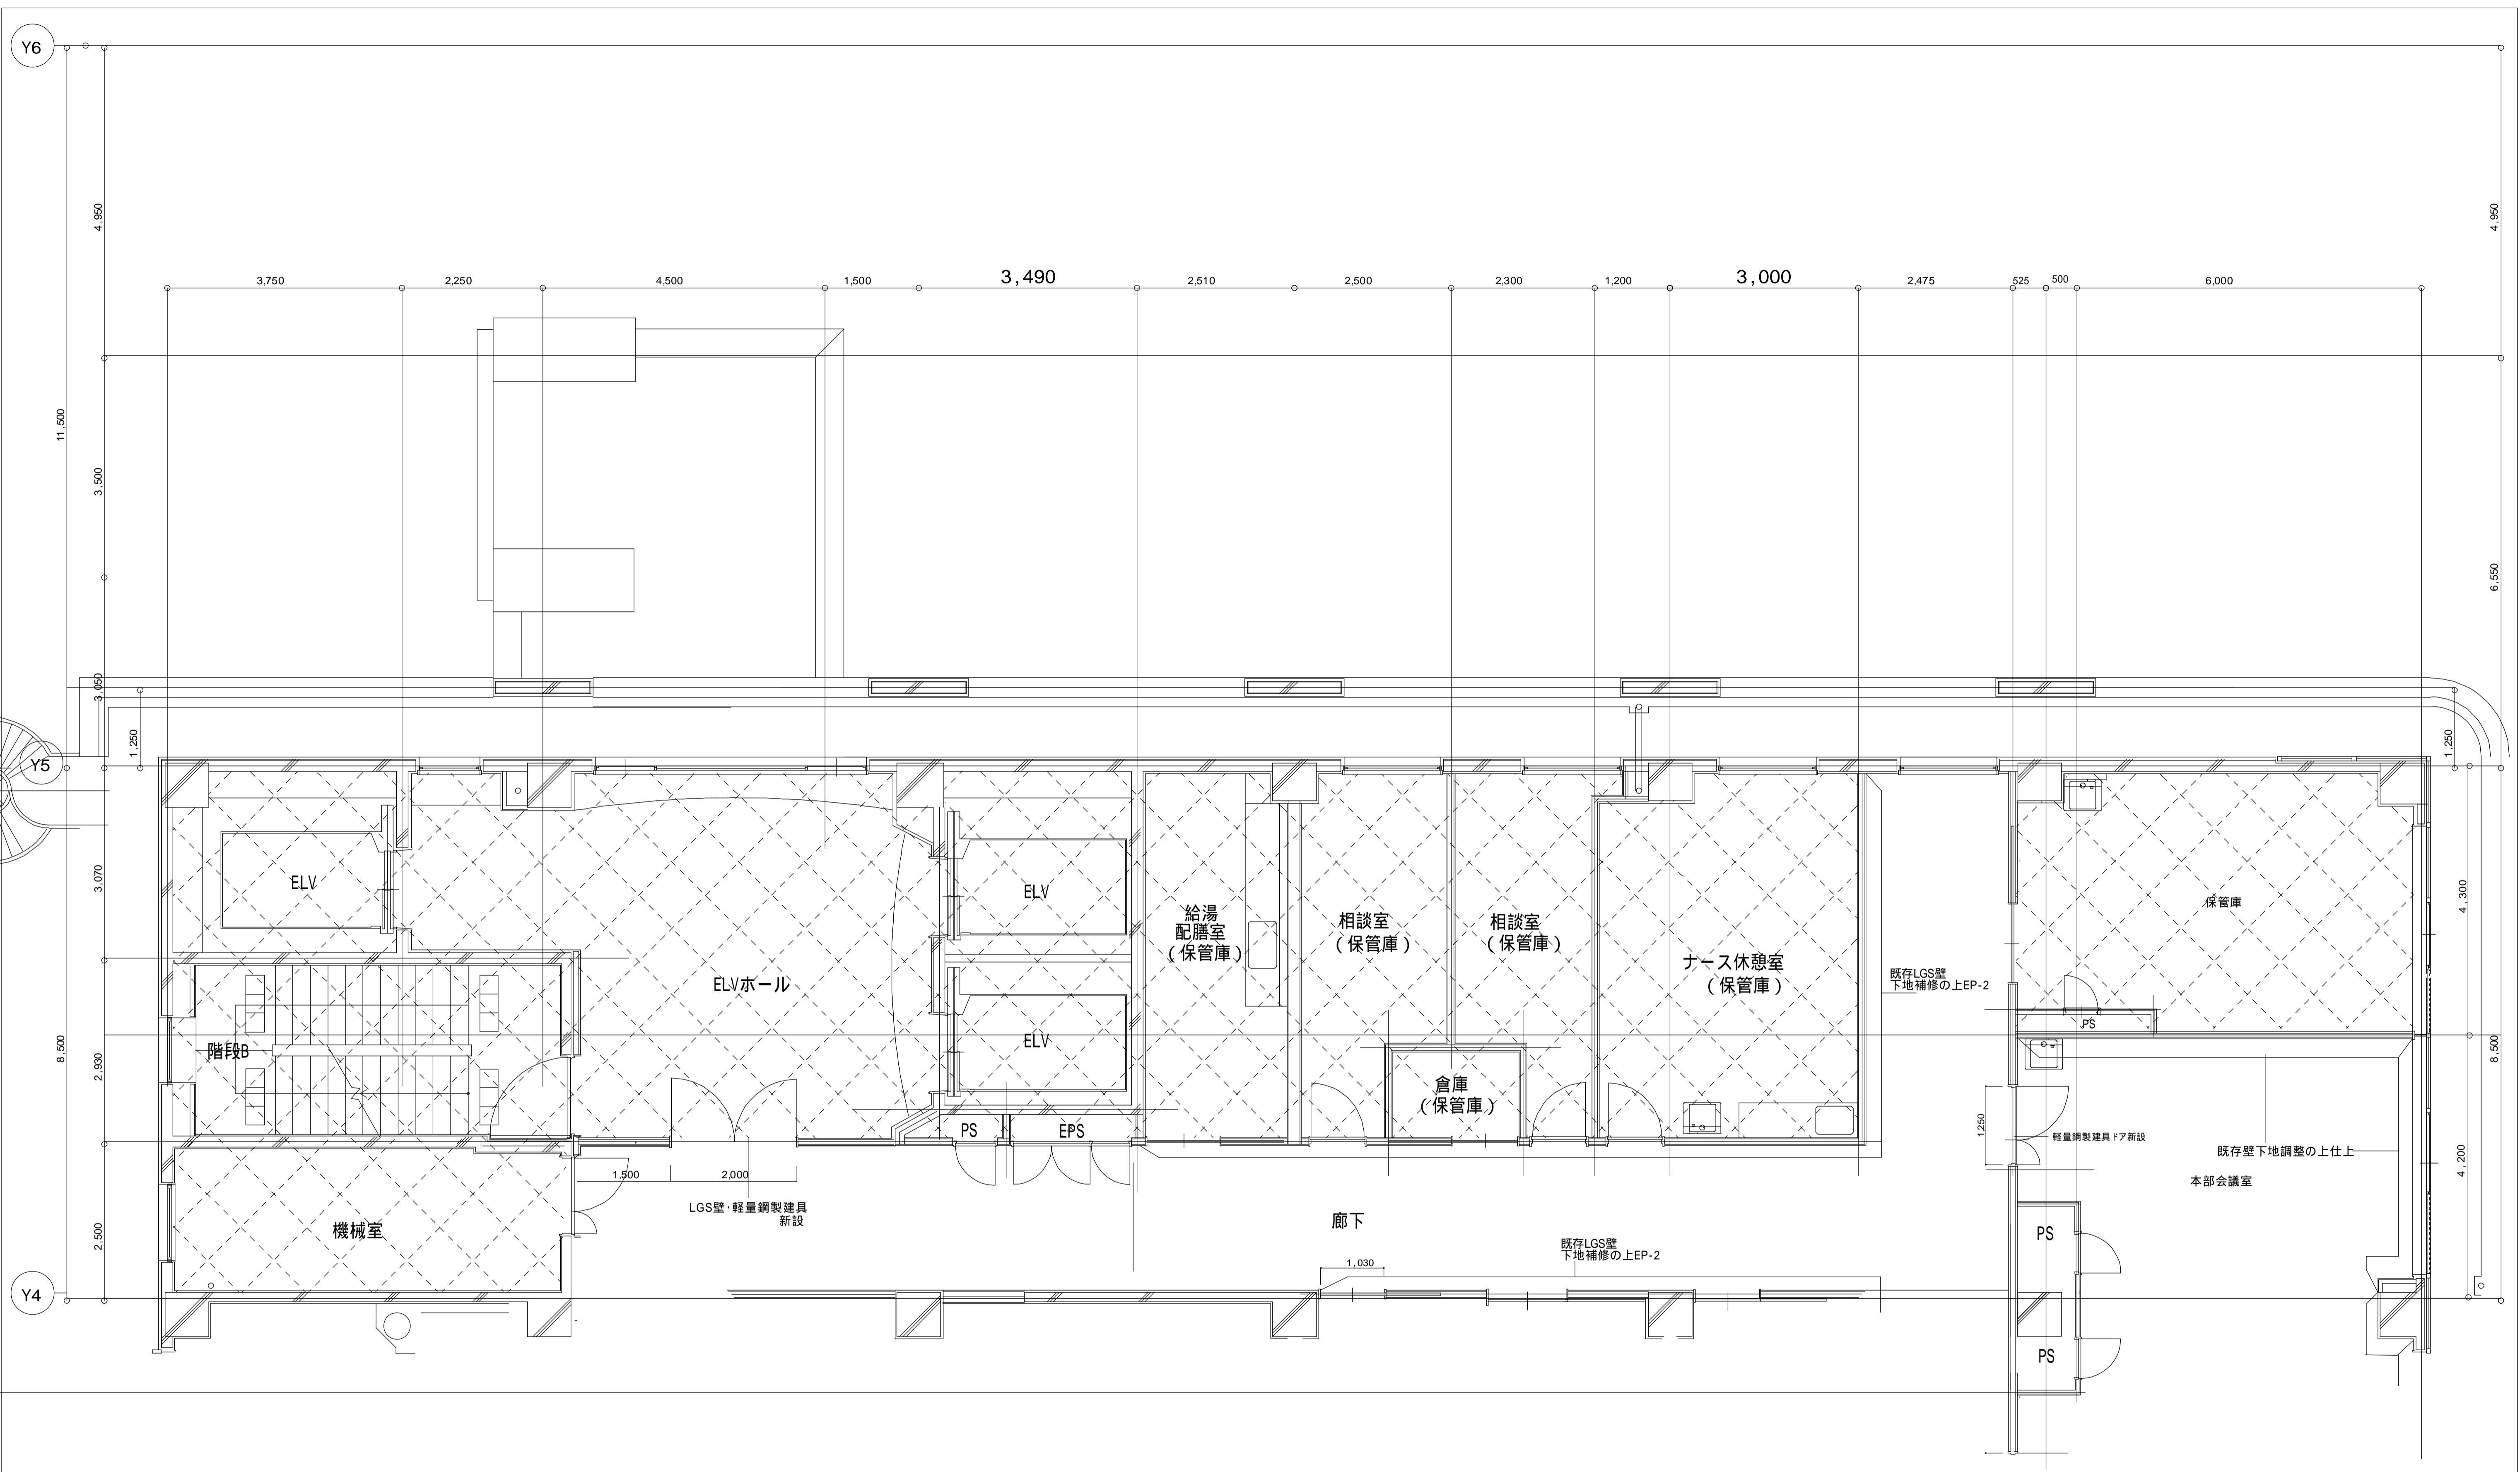 Y6
4,950
4,950
3,750
2,250
4,500
1,500
3,490
2,510
2,500
2,300
1,200
3,000
2,475
525
500
6,000
11,500
3,500
6,550
3,050
1,250
1,250
Y5
3,070
4,300
ELV
ELV
ELV
ELVホール
給湯
配膳室
(保管庫)
相談室
(保管庫)
相談室
(保管庫)
ナース休憩室
(保管庫)
既存LGS壁
下地補修の上EP-2
保管庫
PS
8,500
2,930
階段B
倉庫
(保管庫)
8,500
PS
EPS
1,250
軽量鋼製建具ドア新設
既存壁下地調整の上仕上
4,200
本部会議室
1,500
2,000
LGS壁・軽量鋼製建具
新設
2,500
機械室
廊下
既存LGS壁
下地補修の上EP-2
1,030
PS
PS
Y4